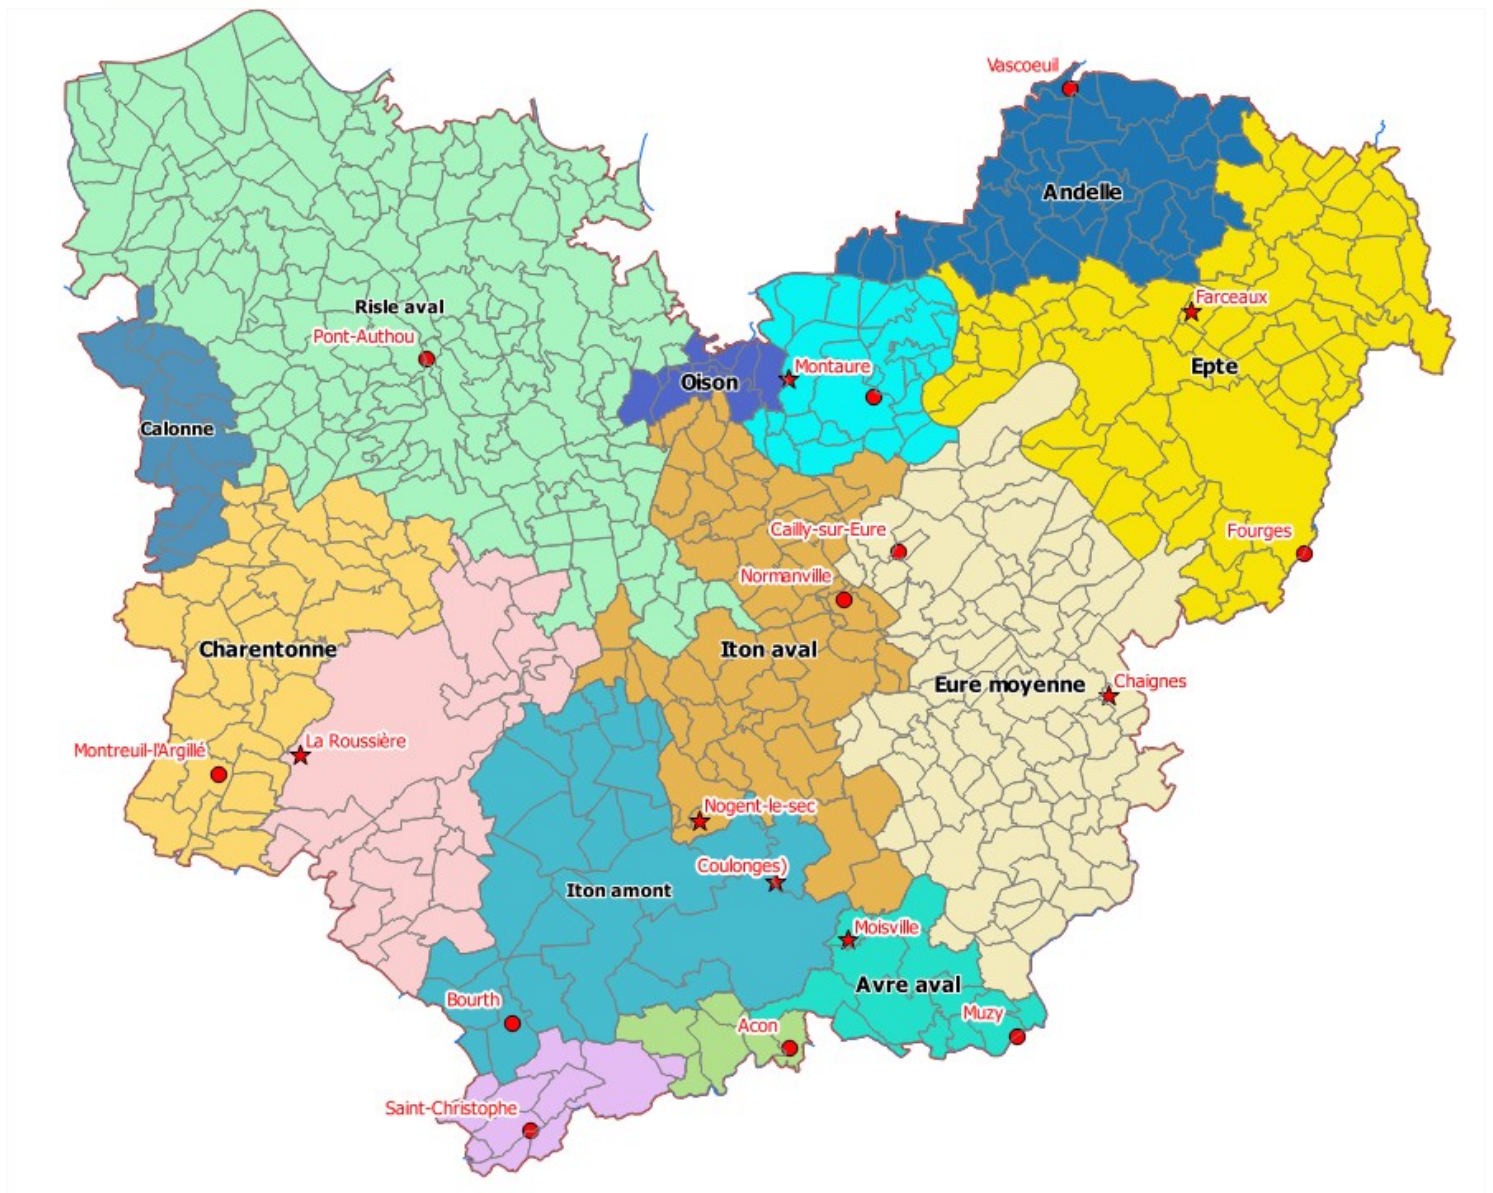 Vascoeuil
Andelle
Farceaux
Risle aval
Pont-Authou
Montaure
Epte
Oison
Calonne
Cailly-sur-Eure
Fourges
Normanville
Charentonne
Iton aval
Eure moyenne
Chaignes
La Roussière
Montreuil-l'Argillé
Nogent-le-sec
Coulonges)
Iton amont
Moisville
Avre aval
Bourth
Muzy
Acon
Saint-Christophe